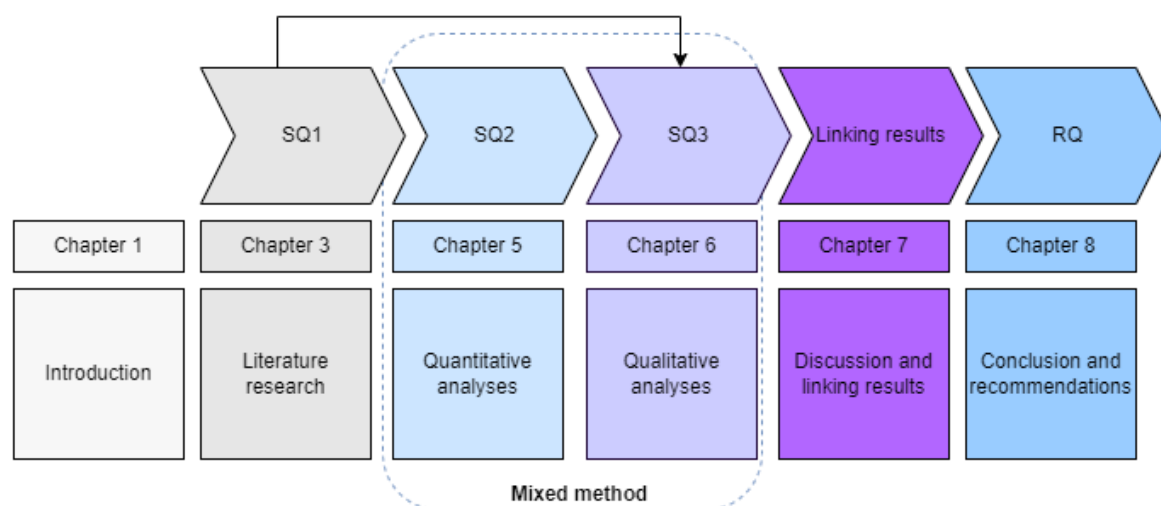 SQ1
SQ2
SQ3
Linking results
RQ
Chapter 1
Chapter 3
Chapter 5
Chapter 6
Chapter 7
Chapter 8
Introduction
Literature
research
Quantitative
analyses
Qualitative
analyses
Discussion and
linking results
Conclusion and
recommendations
Mixed method